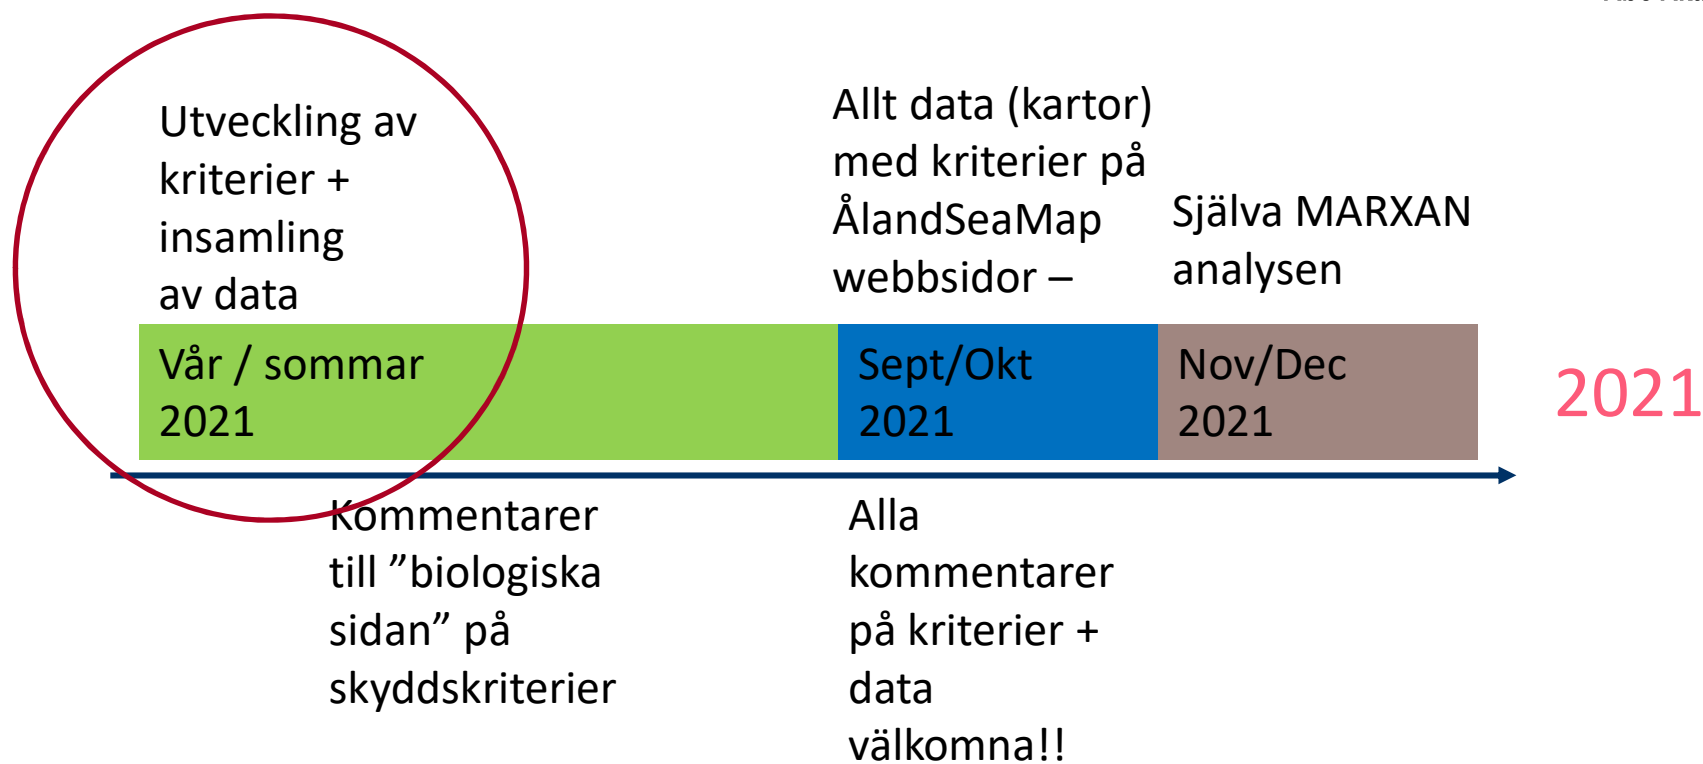 Utveckling av
kriterier +
insamling
av data
Allt data (kartor)
med kriterier på
ÅlandSeaMap
webbsidor –
Själva MARXAN
analysen
Vår / sommar
2021
Sept/Okt
2021
Nov/Dec
2021
2021
Kommentarer
till ”biologiska
sidan” på
skyddskriterier
Alla
kommentarer
på kriterier +
data
välkomna!!